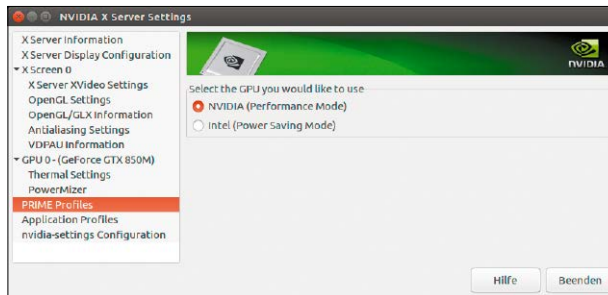 NVIDIA X Server Settings
X Server Information
X Server Display Configuration
X Screen 0
X Server XVideo Settings
OpenGL Settings
OpenGL/GLX Information
Antialiasing Settings
VDPAU Information
GPU 0 - (GeForce GTX 850M)
Thermal Settings
PowerMizer
PRIME Profiles
Application Profiles
nvidia-settings Configuration
NVIDIA
Select the GPU you would like to use
NVIDIA (Performance Mode)
Intel (Power Saving Mode)
Hilfe
Beenden